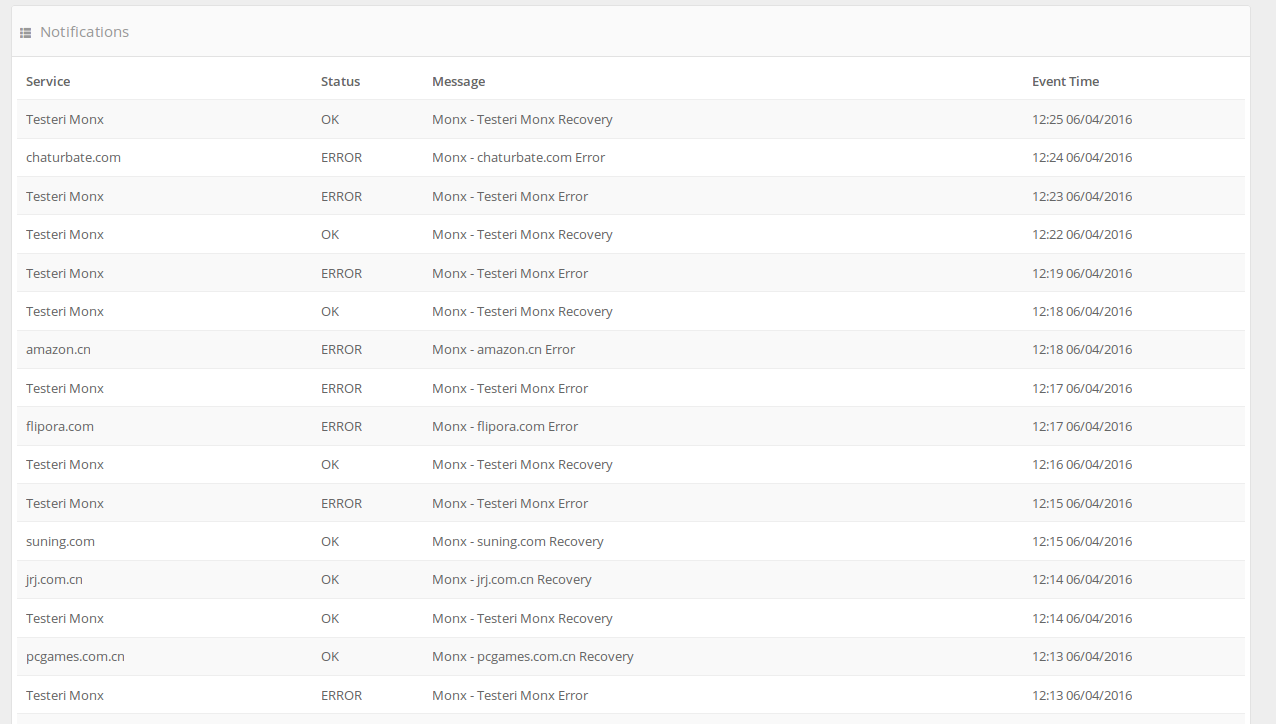 Notifications
Service Status Message Event Time
Testeri Monx OK Monx - Testeri Monx Recovery 12:25 06/04/2016
chaturbate.com ERROR Monx - chaturbate.com Error 12:24 06/04/2016
Testeri Monx ERROR Monx - Testeri Monx Error 12:23 06/04/2016
Testeri Monx OK Monx - Testeri Monx Recovery 12:22 06/04/2016
Testeri Monx ERROR Monx - Testeri Monx Error 12:19 06/04/2016
Testeri Monx OK Monx - Testeri Monx Recovery 12:18 06/04/2016
amazon.cn ERROR Monx - amazon.cn Error 12:18 06/04/2016
Testeri Monx ERROR Monx - Testeri Monx Error 12:17 06/04/2016
flipora.com ERROR Monx - flipora.com Error 12:17 06/04/2016
Testeri Monx OK Monx - Testeri Monx Recovery 12:16 06/04/2016
Testeri Monx ERROR Monx - Testeri Monx Error 12:15 06/04/2016
suning.com OK Monx - suning.com Recovery 12:15 06/04/2016
jrj.com.cn OK Monx - jrj.com.cn Recovery 12:14 06/04/2016
Testeri Monx OK Monx - Testeri Monx Recovery 12:14 06/04/2016
pcgames.com.cn OK Monx - pcgames.com.cn Recovery 12:13 06/04/2016
Testeri Monx ERROR Monx - Testeri Monx Error 12:13 06/04/2016